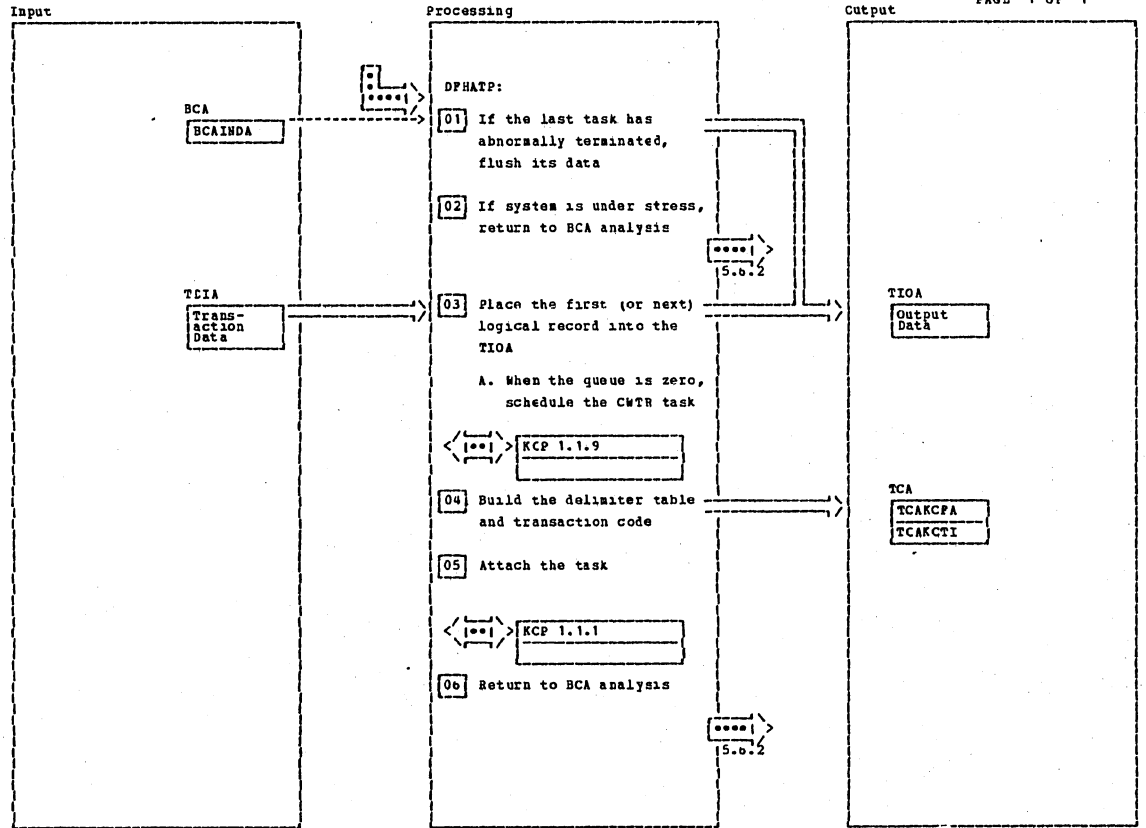 PAGE 1 OF 1
Input
Processing
Output
DFHATP:
BCA
BCAINDA
01 If the last task has
abnormally terminated,
flush its data
02 If system is under stress,
return to BCA analysis
5.6.2
TDIA
Trans-
action
Data
03 Place the first (or next)
logical record into the
TIOA
TIOA
Output
Data
A. When the queue is zero,
schedule the CWTR task
KCP 1.1.9
04 Build the delimiter table
and transaction code
TCA
TCAKCPA
TCAKCTI
05 Attach the task
KCP 1.1.1
06 Return to BCA analysis
5.6.2